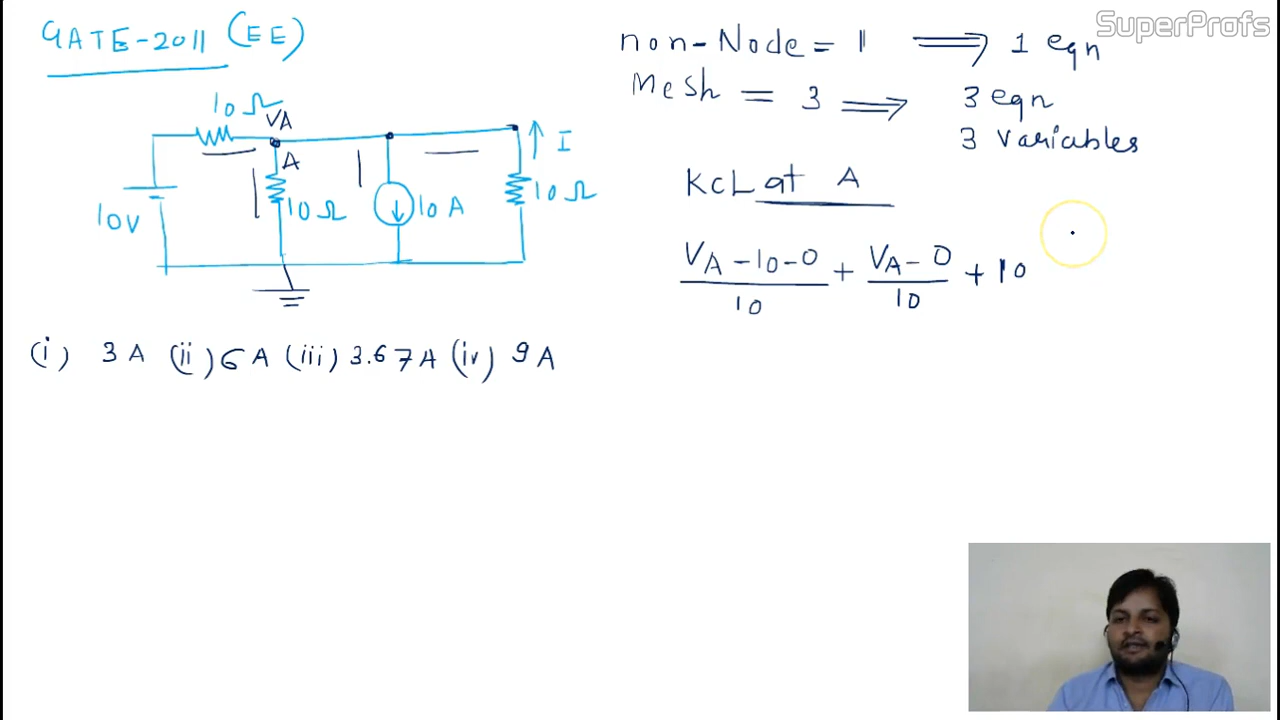 SuperProfs
GATE-2011 (EE)
10 Ω
VA
A
I
10V
10 Ω
10 A
10 Ω
(i) 3 A (ii) 6 A (iii) 3.67 A (iv) 9 A
non-Node = 1 ⟹ 1 eqn
Mesh = 3 ⟹ 3 eqn
3 variables
KCL at A
(VA - 10 - 0)/10 + (VA - 0)/10 + 10